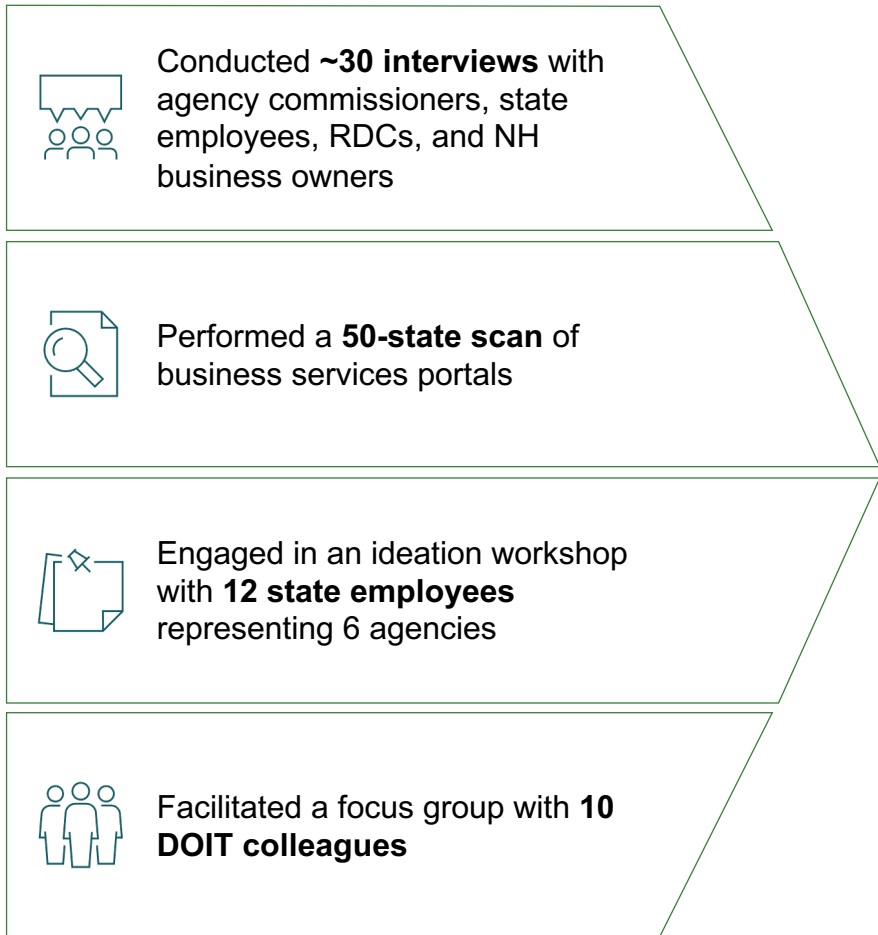 Conducted ~30 interviews with
agency commissioners, state
employees, RDCs, and NH
business owners
Performed a 50-state scan of
business services portals
Engaged in an ideation workshop
with 12 state employees
representing 6 agencies
Facilitated a focus group with 10
DOIT colleagues